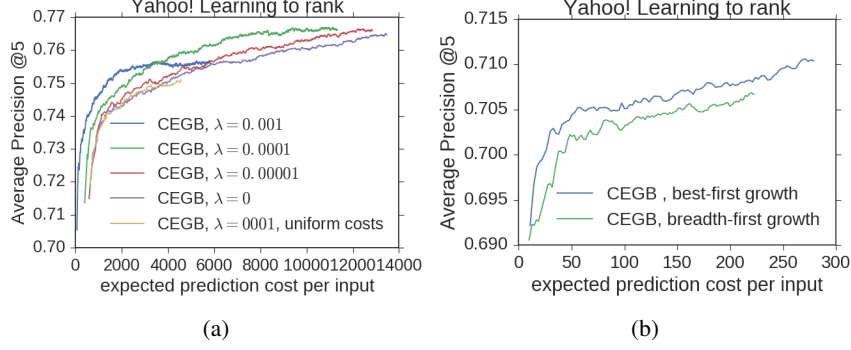 Yahoo! Learning to rank
Average Precision @5
0.77
0.76
0.75
0.74
0.73
0.72
0.71
0.70
CEGB, λ = 0.001
CEGB, λ = 0.0001
CEGB, λ = 0.00001
CEGB, λ = 0
CEGB, λ = 0001, uniform costs
0 2000 4000 6000 8000 10000 12000 14000
expected prediction cost per input
(a)
Yahoo! Learning to rank
Average Precision @5
0.715
0.710
0.705
0.700
0.695
0.690
CEGB , best-first growth
CEGB, breadth-first growth
0 50 100 150 200 250 300
expected prediction cost per input
(b)